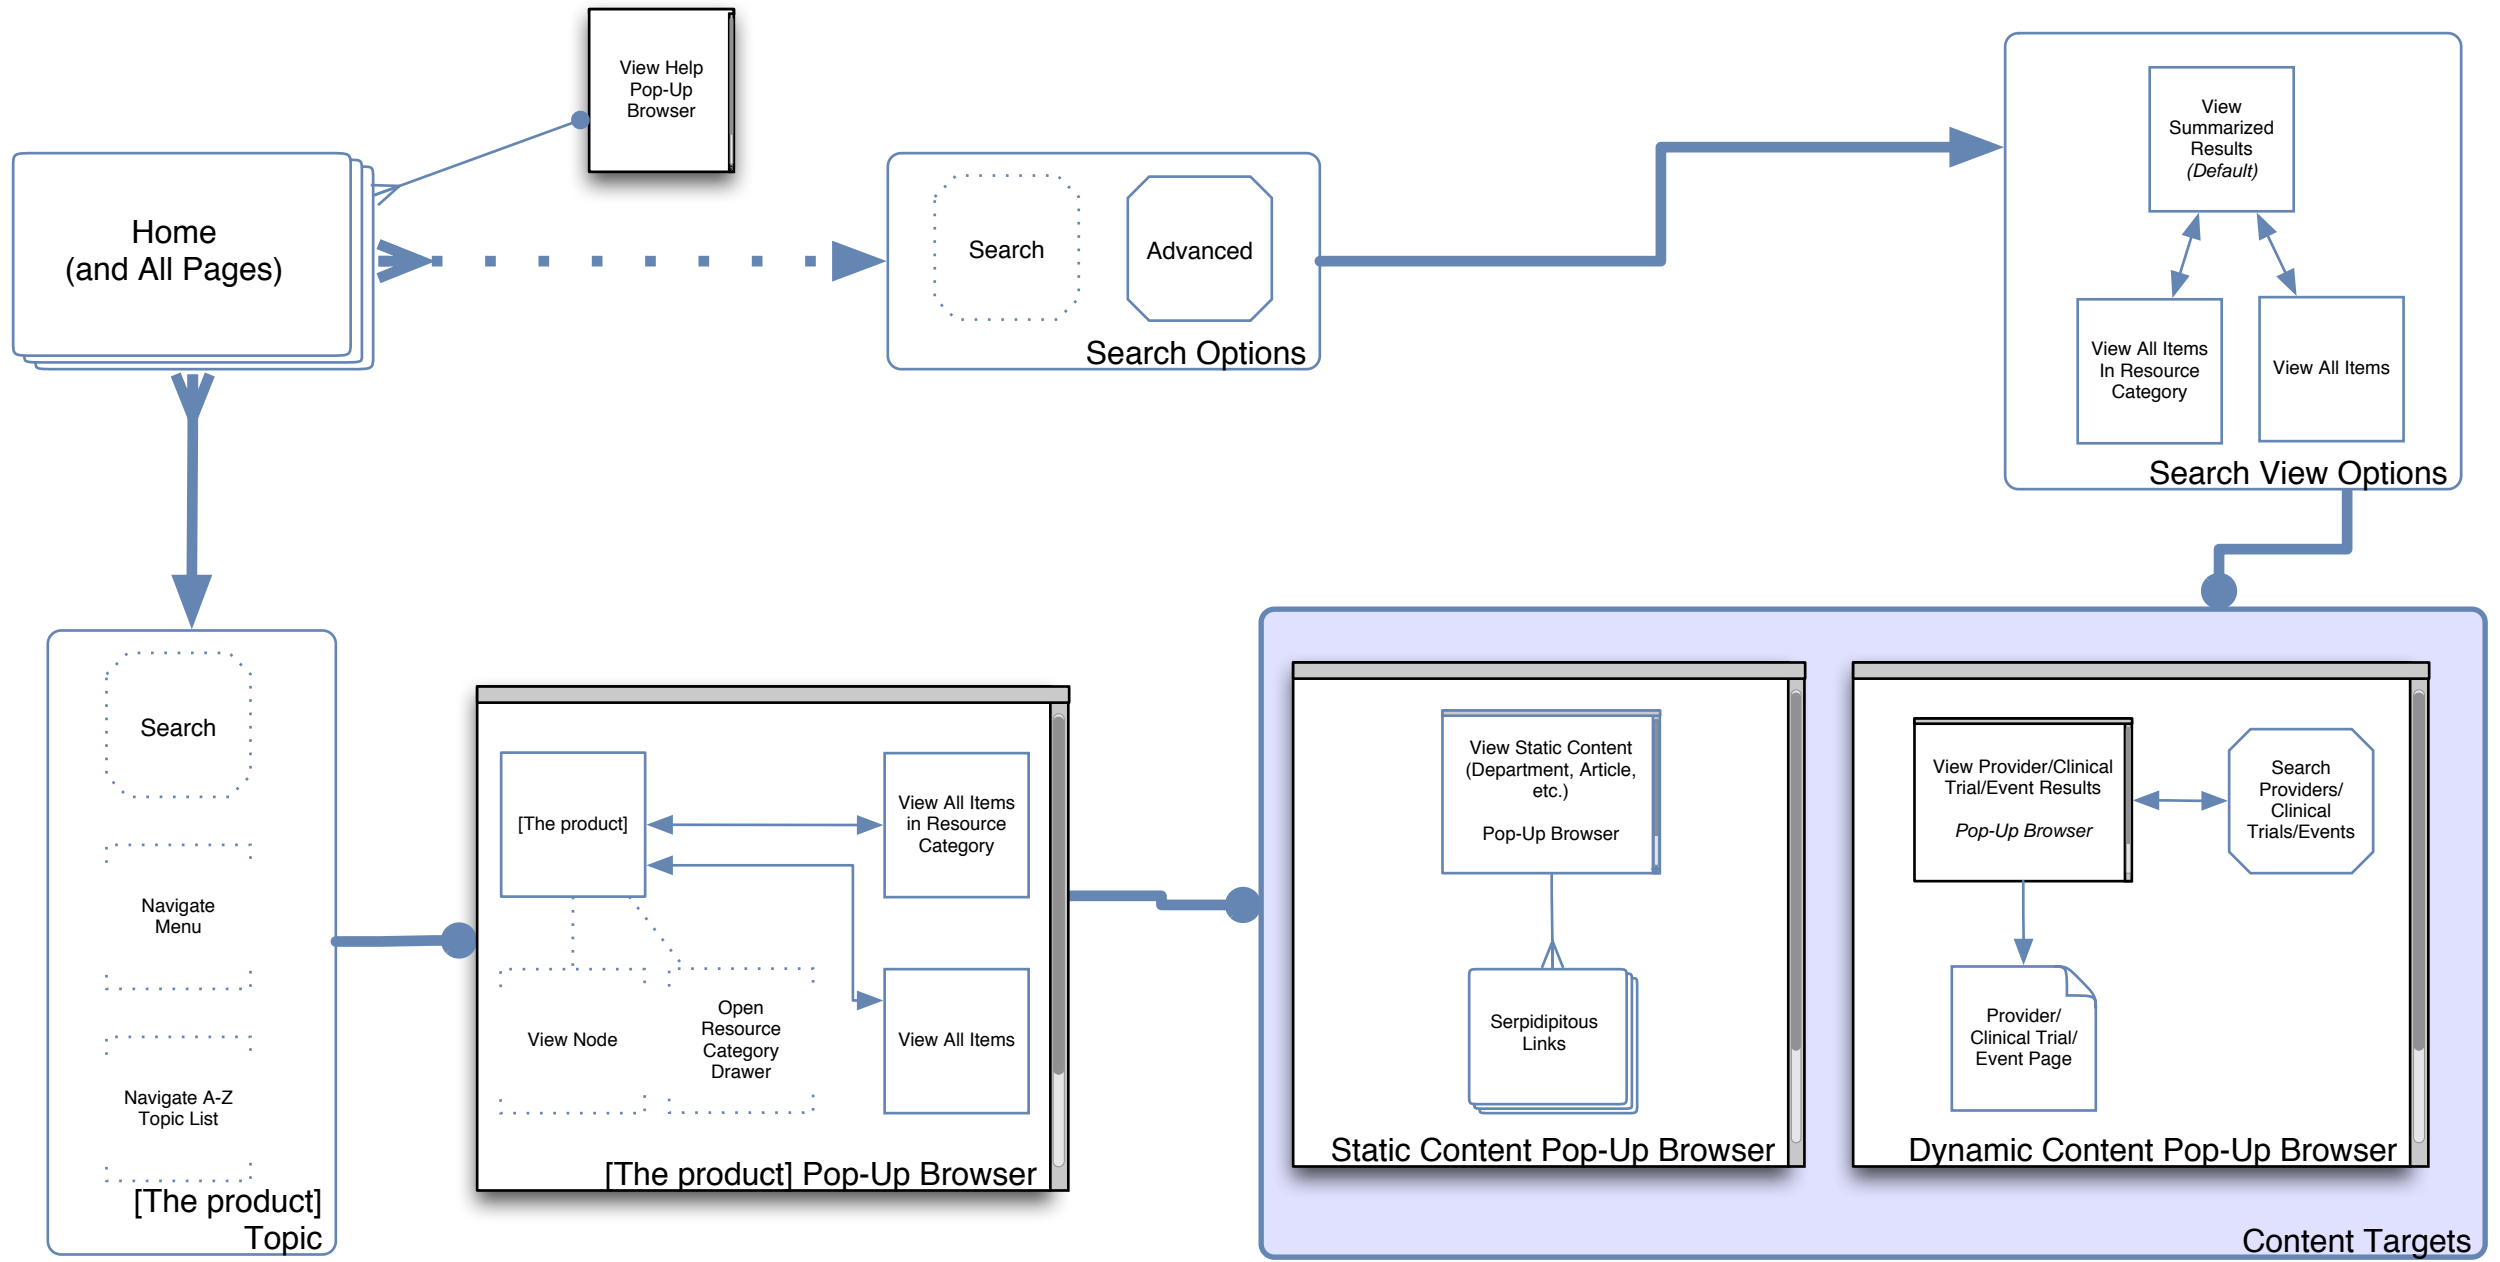 View Help
Pop-Up
Browser
Home
(and All Pages)
Search
Advanced
Search Options
View
Summarized
Results
(Default)
View All Items
In Resource
Category
View All Items
Search View Options
Search
Navigate
Menu
Navigate A-Z
Topic List
[The product]
Topic
[The product]
View All Items
in Resource
Category
View Node
Open
Resource
Category
Drawer
View All Items
[The product] Pop-Up Browser
View Static Content
(Department, Article,
etc.)
Pop-Up Browser
Serpidipitous
Links
Static Content Pop-Up Browser
View Provider/Clinical
Trial/Event Results
Pop-Up Browser
Search
Providers/
Clinical
Trials/Events
Provider/
Clinical Trial/
Event Page
Dynamic Content Pop-Up Browser
Content Targets